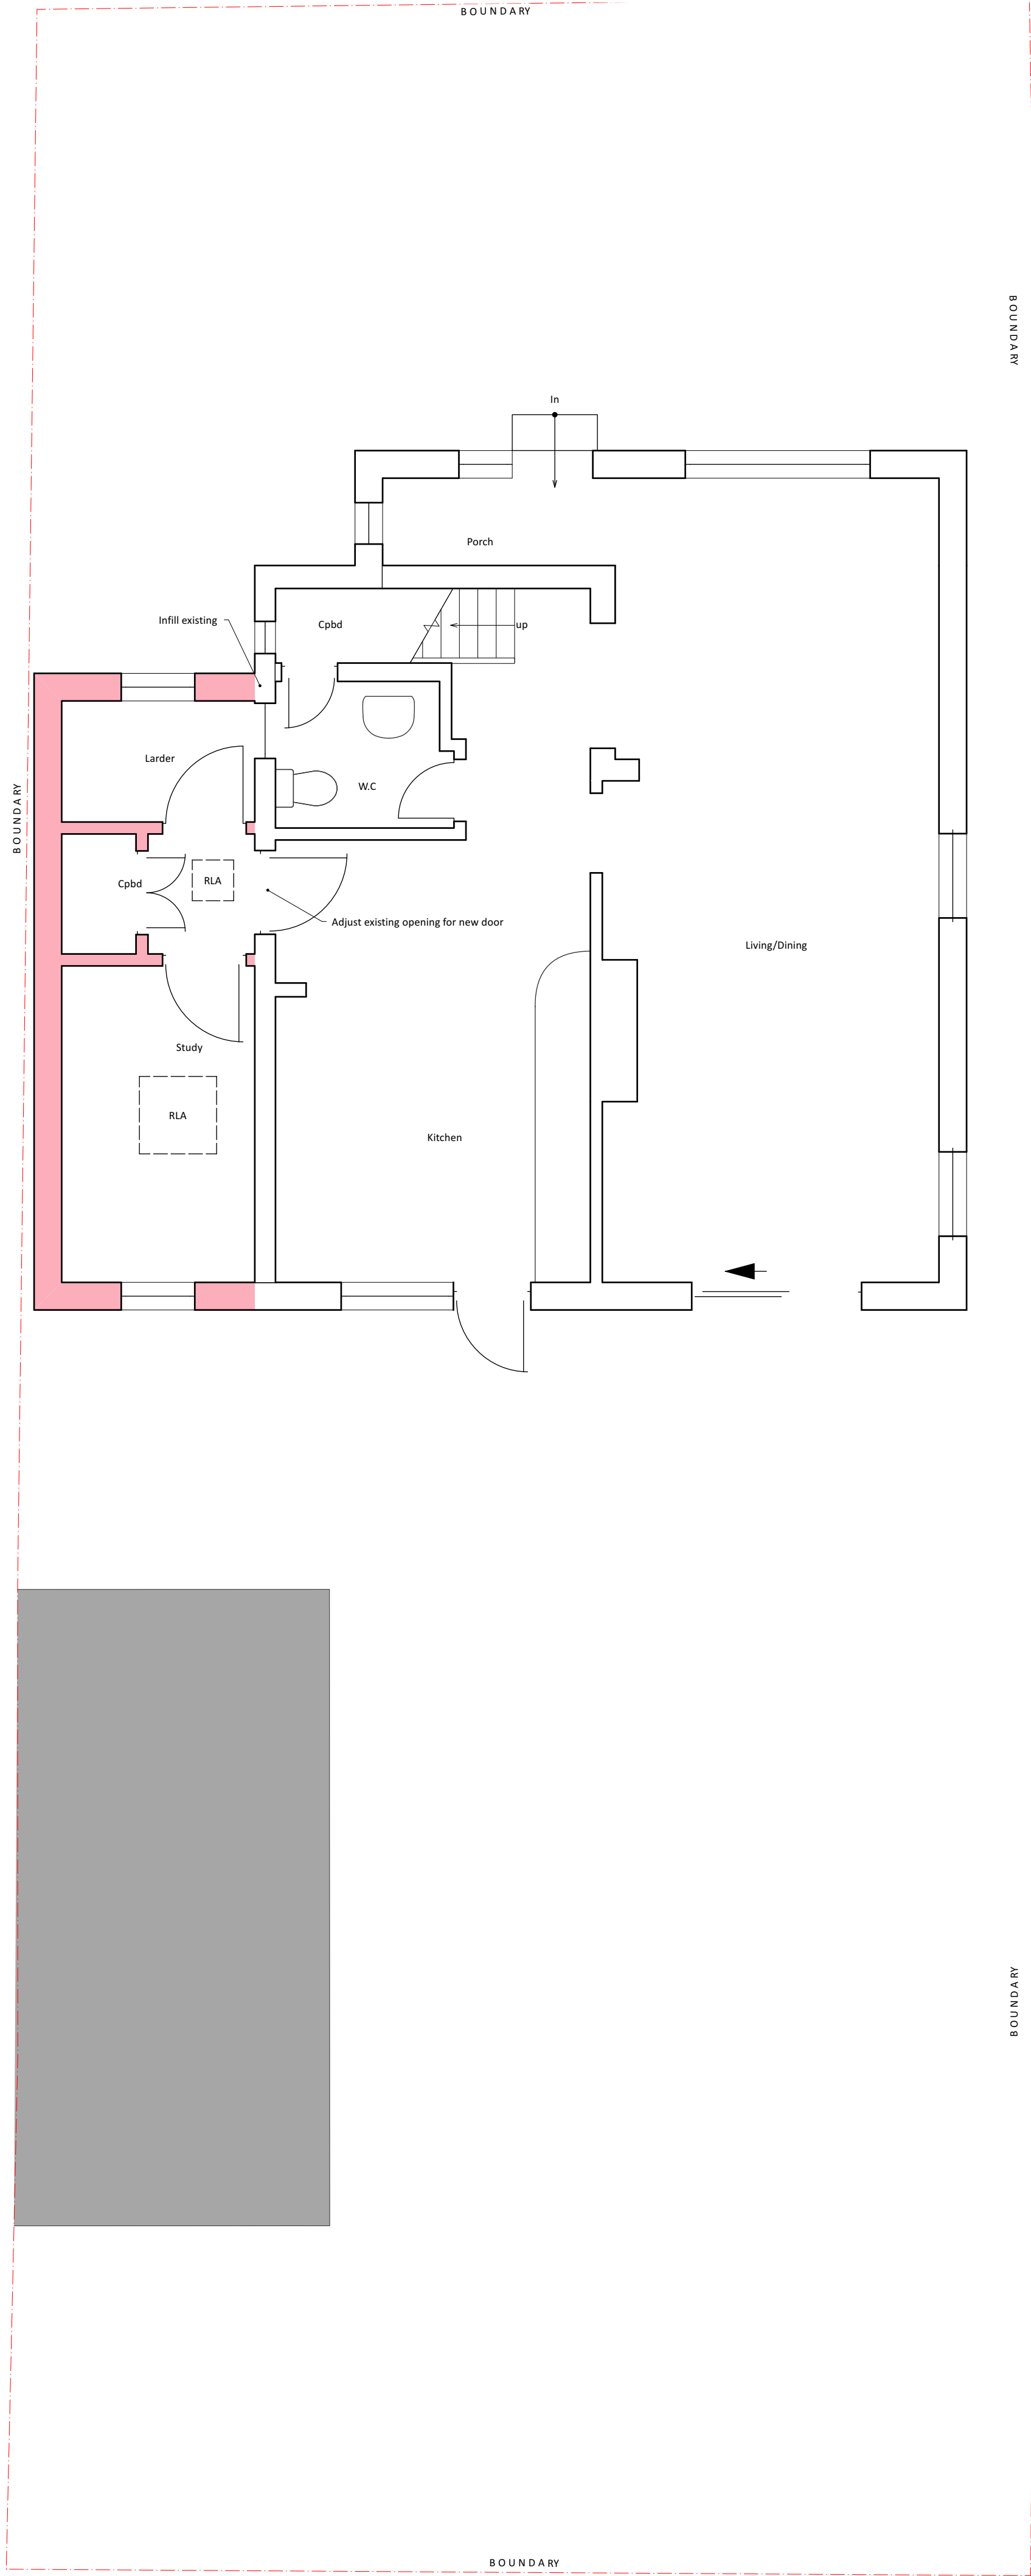 BOUNDARY
BOUNDARY
In
Porch
Infill existing
Cpbd
up
Larder
W.C
BOUNDARY
Cpbd
RLA
Adjust existing opening for new door
Living/Dining
Study
RLA
Kitchen
BOUNDARY
BOUNDARY